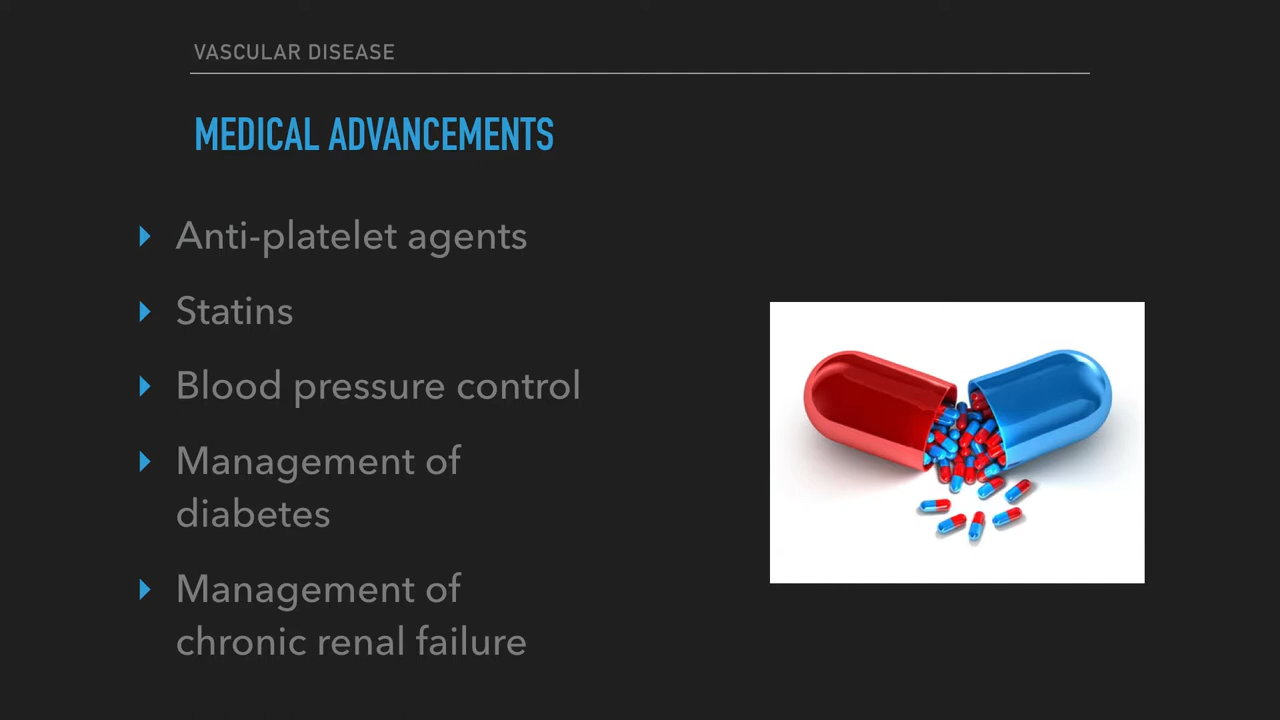 VASCULAR DISEASE
MEDICAL ADVANCEMENTS
Anti-platelet agents
Statins
Blood pressure control
Management of
diabetes
Management of
chronic renal failure